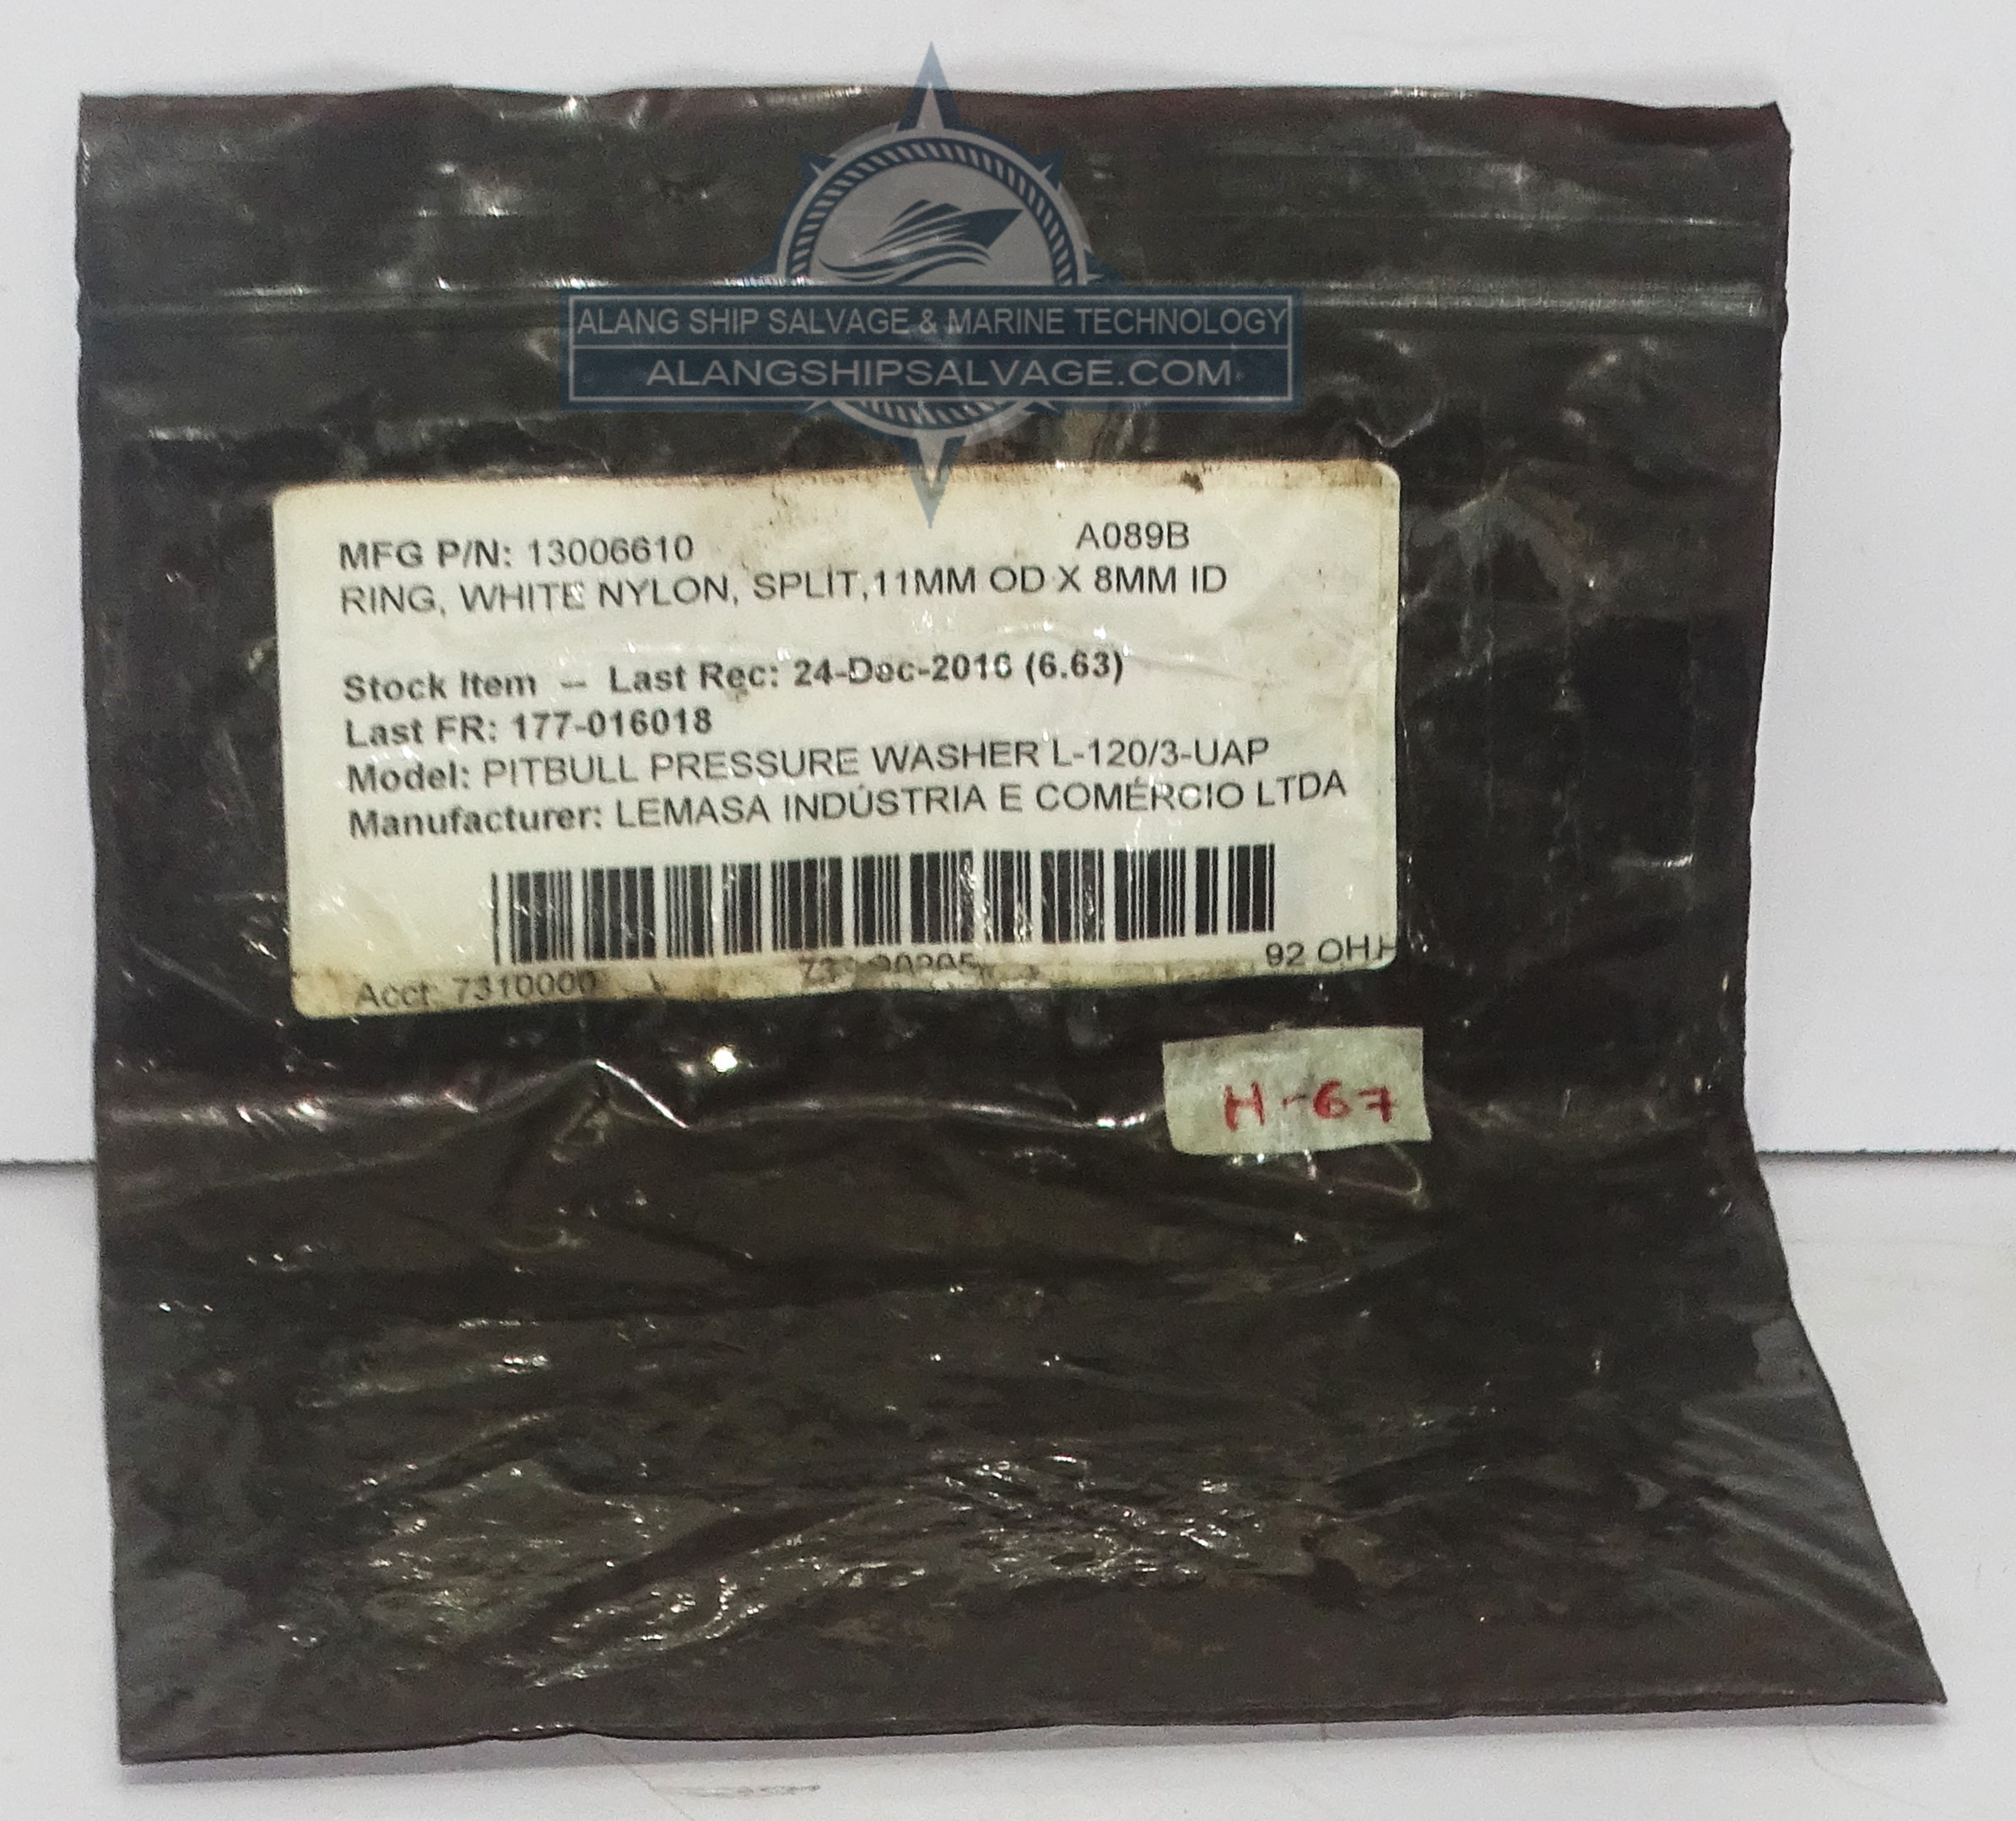 ALANG SHIP SALVAGE & MARINE TECHNOLOGY
ALANGSHIPSALVAGE.COM
MFG P/N: 13006610 A089B
RING, WHITE NYLON, SPLIT,11MM OD X 8MM ID
Stock Item – Last Rec: 24-Dec-2016 (6.63)
Last FR: 177-016018
Model: PITBULL PRESSURE WASHER L-120/3-UAP
Manufacturer: LEMASA INDÚSTRIA E COMÉRCIO LTDA
Acct: 7310000 92
H-67